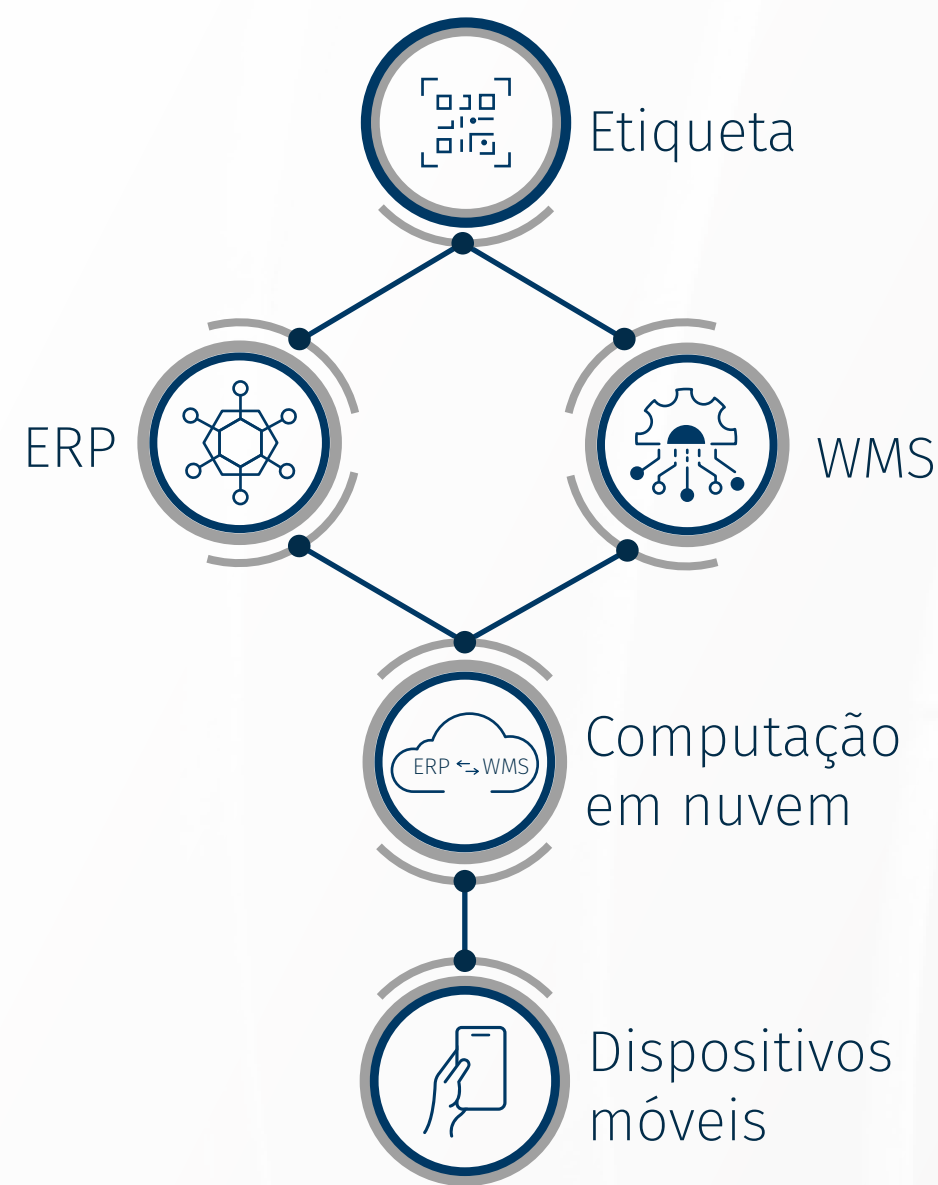 Etiqueta
ERP
WMS
ERP ⇆ WMS
Computação
em nuvem
Dispositivos
móveis